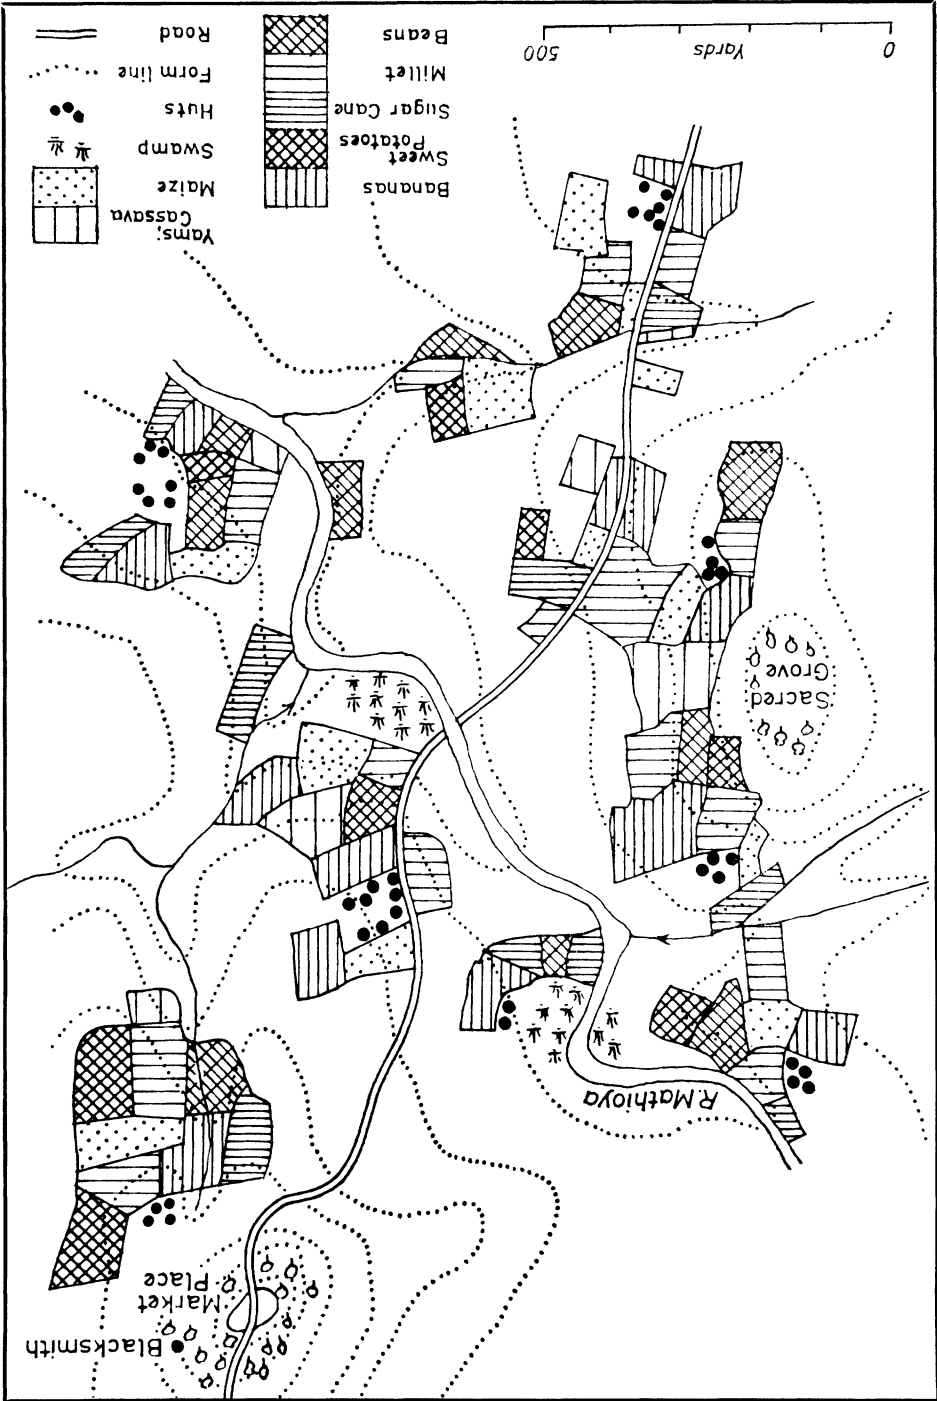 Blacksmith
Market
Place
R. Mathioya
Sacred
Grove
Bananas
Sweet
Potatoes
Sugar Cane
Millet
Beans
Yams;
Cassava
Maize
Swamp
Huts
Form line
Road
0 Yards 500